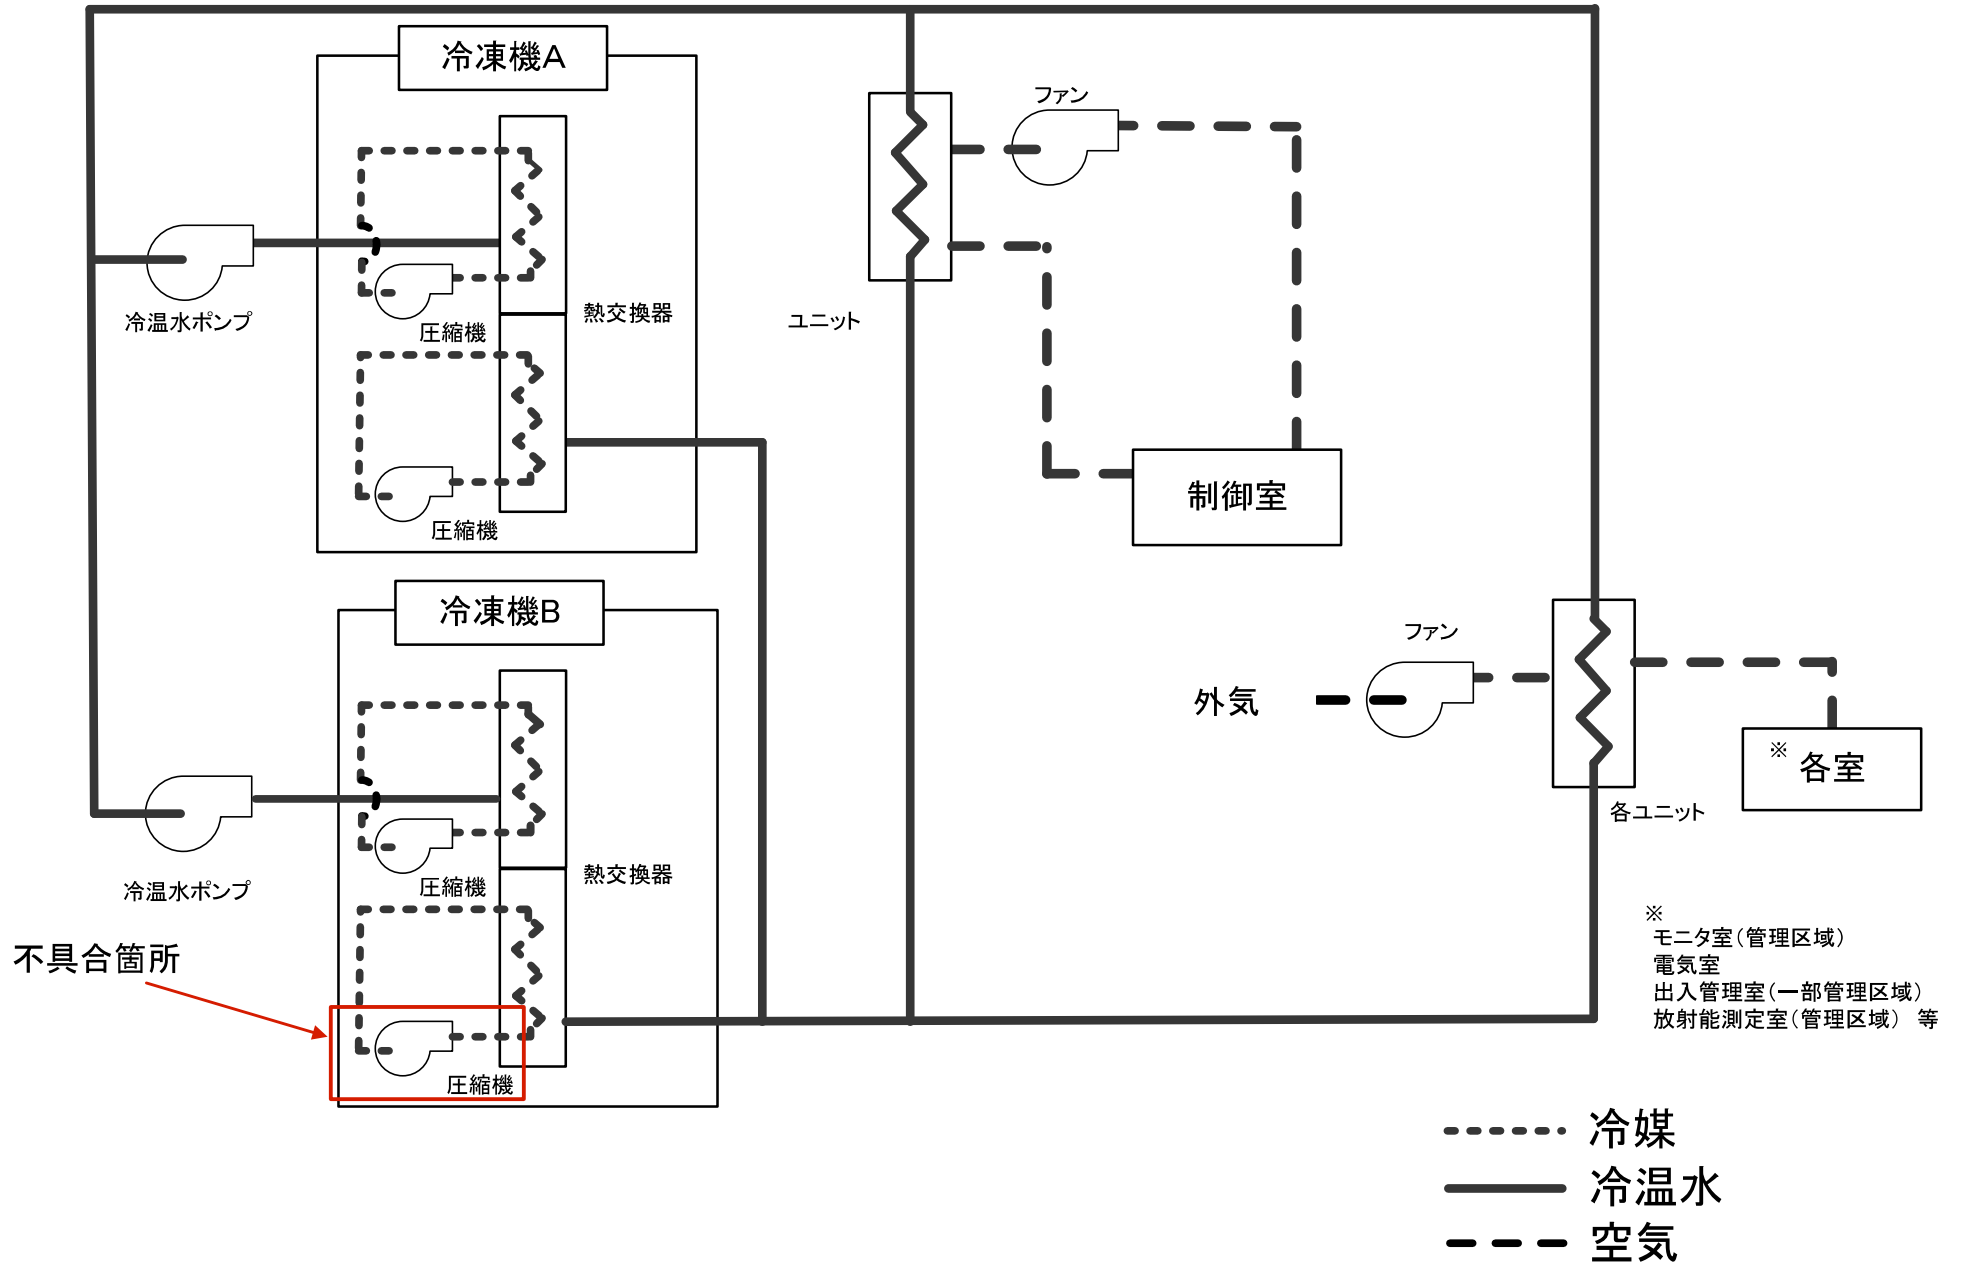 冷凍機A
ファン
冷温水ポンプ
圧縮機
熱交換器
ユニット
圧縮機
制御室
冷凍機B
ファン
外気
※
各室
各ユニット
冷温水ポンプ
圧縮機
熱交換器
不具合箇所
圧縮機
※
モニタ室(管理区域)
電気室
出入管理室(一部管理区域)
放射能測定室(管理区域) 等
冷媒
冷温水
空気